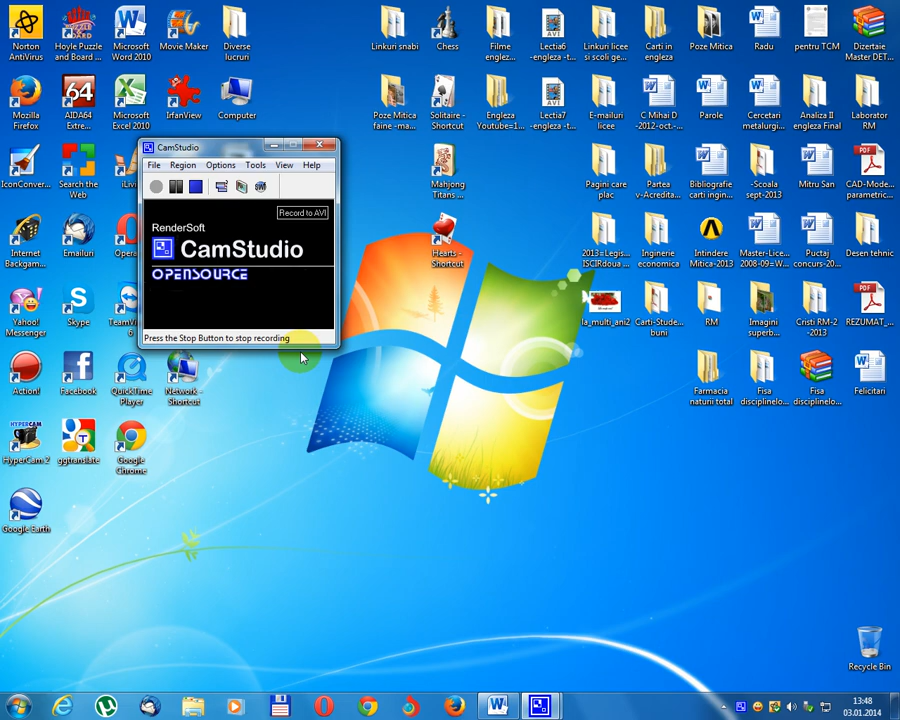 Norton AntiVirus
Hoyle Puzzle and Board ...
Microsoft Word 2010
Movie Maker
Diverse lucruri
Linkuri snabi
Chess
Filme englez...
Lectia6 -engleza -t...
Linkuri licee si scoli ge...
Carti in engleza
Poze Mitica
Radu
pentru TCM
Dizertaie Master DET...
Mozilla Firefox
64
AIDA64 Extre...
Microsoft Excel 2010
IrfanView
Computer
Poze Mitica faine -ma...
Solitaire - Shortcut
Engleza Youtube=1...
Lectia7 -engleza -t...
E-mailuri licee
C Mihai D -2012-oct.-...
Parole
Cercetari metalurgi...
Analiza II engleza Final
Laborator RM
CamStudio
File Region Options Tools View Help
Record to AVI
RenderSoft
CamStudio
OPENSOURCE
Press the Stop Button to stop recording
IconConver...
Search the Web
Mahjong Titans ...
Pagini care plac
Partea v-Acredita...
Bibliografie carti ingin...
-Scoala sept-2013
Mitru San
CAD-Mode... parametric...
Internet Backgam...
Emailuri
Hearts - Shortcut
2013=Legis... ISCIRdoua ...
Inginerie economica
Intindere Mitica-2013
Master-Lice... 2008-09=W...
Puctaj concurs-20...
Desen tehnic
Yahoo! Messenger
Skype
la_multi_ani2
Carti-Stude... buni
RM
Imagini superb...
Cristi RM-2 -2013
REZUMAT_...
Action!
Facebook
QuickTime Player
Network - Shortcut
Farmacia naturii total
Fisa disciplinelo...
Fisa disciplinelo...
Felicitari
HyperCam 2
ggtranslate
Google Chrome
Google Earth
Recycle Bin
13:48
03.01.2014